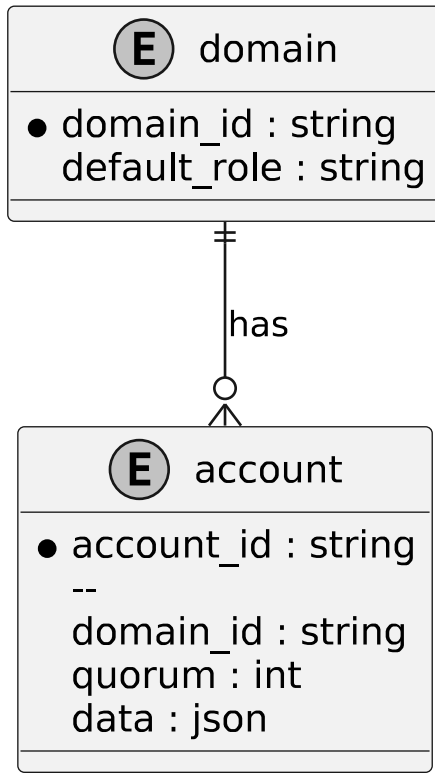 E domain
● domain_id : string
default_role : string
has
E account
● account_id : string
--
domain_id : string
quorum : int
data : json